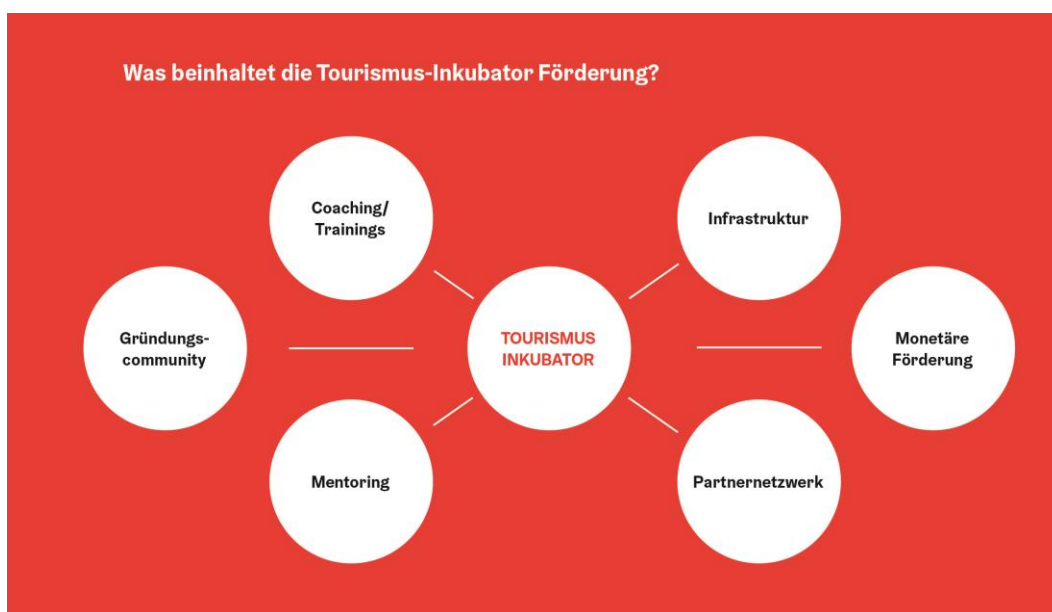 Was beinhaltet die Tourismus-Inkubator Förderung?
Coaching/
Trainings
Infrastruktur
Gründungs-
community
TOURISMUS
INKUBATOR
Monetäre
Förderung
Mentoring
Partnernetzwerk